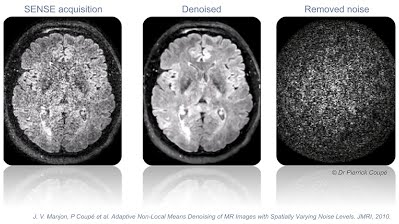 SENSE acquisition
Denoised
Removed noise
© Dr Pierrick Coupé
J. V. Manjon, P Coupé et al. Adaptive Non-Local Means Denoising of MR Images with Spatially Varying Noise Levels. JMRI, 2010.